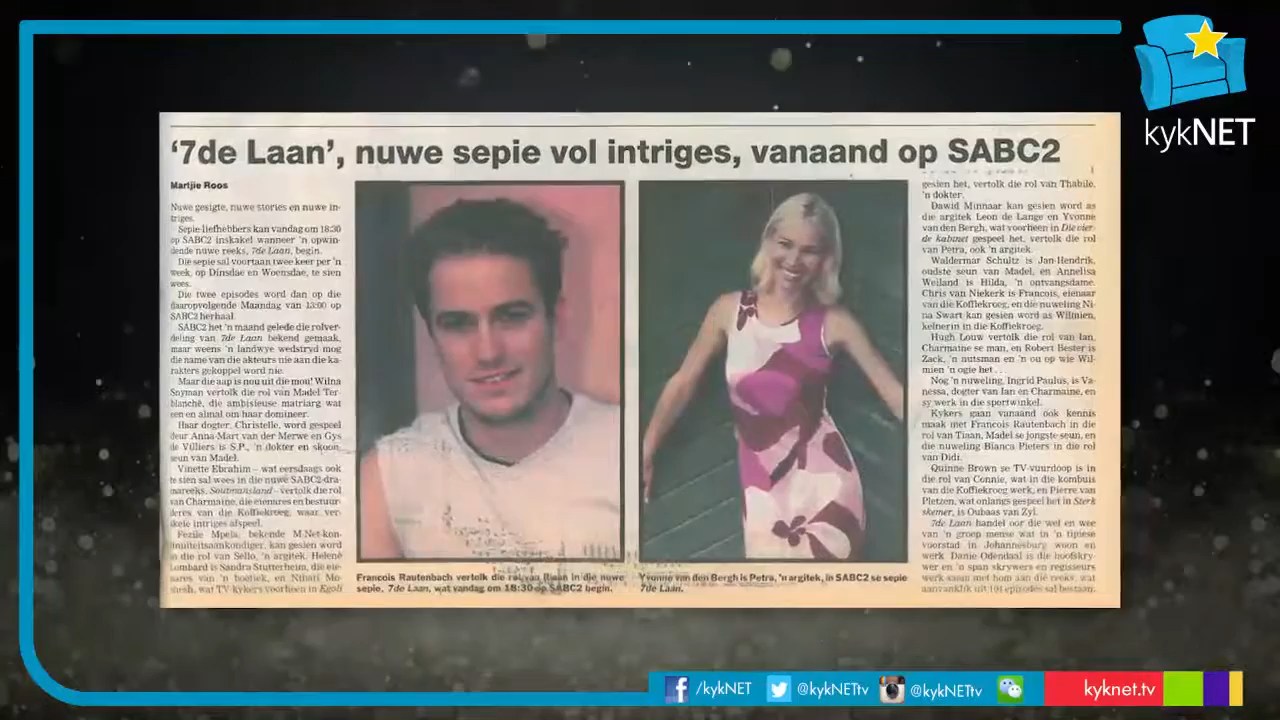 kykNET
'7de Laan', nuwe sepie vol intriges, vanaand op SABC2
Martjie Roos
Nuwe gesigte, nuwe stories en nuwe in-
triges.
Sepie liefhebbers kan vandag om 18:30
op SABC2 inskakel wanneer 'n opwin-
dende nuwe reeks, 7de Laan, begin.
Die sepie sal voortaan twee keer per 'n
week, op Dinsdae en Woensdae, te sien
wees.
Die twee episodes word dan op die
daaropvolgende Maandag van 13:00 op
SABC2 herhaal.
SABC2 het 'n maand gelede die rolver-
deling van 7de Laan bekend gemaak,
maar weens 'n landwye wedstryd mog
die name van die akteurs nie aan die ka-
rakters gekoppel word nie.
Maar die aap is nou uit die mou! Wilna
Snyman vertolk die rol van Madel Ter-
blanche, die ambisieuse matriarg wat
een en almal om haar domineer.
Haar dogter, Christelle, word gespeel
deur Anna-Mart van der Merwe en Gys
de Villiers is S.P., 'n dokter en skoon-
seun van Madel.
Vinette Ebrahim – wat eersdaags ook
te sien sal wees in die nuwe SABC2-dra-
mareeks, Soutmansland – vertolk die rol
van Charmaine, die eienares en bestuur-
deres van die Koffiekroeg, waar ver-
skeie intriges afspeel.
Fezile Mpela, bekende M-Net-kon-
tinuïteitsaankondiger, kan gesien word
in die rol van Sello, 'n argitek. Helene
Lombard is Sandra Stutterheim, die eie-
nares van 'n boetiek, en Nthati Mo-
shesh, wat TV kykers voorheen in Egoli
Francois Rautenbach vertolk die rol van Riaan in die nuwe
sepie, 7de Laan, wat vandag om 18:30 op SABC2 begin.
Yvonne van den Bergh is Petra, 'n argitek, in SABC2 se sepie
7de Laan.
gesien het, vertolk die rol van Thabile,
'n dokter.
Dawid Minnaar kan gesien word as
die argitek Leon de Lange en Yvonne
van den Bergh, wat voorheen in Die vier-
de kabinet gespeel het, vertolk die rol
van Petra, ook 'n argitek.
Waldermar Schultz is Jan-Hendrik,
oudste seun van Madel, en Annelisa
Weiland is Hilda, 'n ontvangsdame.
Chris van Niekerk is Francois, eienaar
van die Koffiekroeg, en die nuweling Ni-
na Swart kan gesien word as Wilmien,
kelnerin in die Koffiekroeg.
Hugh Louw vertolk die rol van Ian,
Charmaine se man, en Robert Bester is
Zack, 'n nutsman en 'n ou op wie Wil-
mien 'n ogie het . . .
Nog 'n nuweling, Ingrid Paulus, is Va-
nessa, dogter van Ian en Charmaine, en
sy werk in die sportwinkel.
Kykers gaan vanaand ook kennis
maak met Francois Rautenbach in die
rol van Tiaan, Madel se jongste seun, en
die nuweling Bianca Pieters in die rol
van Didi.
Quinne Brown se TV-vuurdoop is in
die rol van Connie, wat in die kombuis
van die Koffiekroeg werk, en Pierre van
Pletzen, wat onlangs gespeel het in Sterk
skemer, is Oubaas van Zyl.
7de Laan handel oor die wel en wee
van 'n groep mense wat in 'n tipiese
voorstad in Johannesburg woon en
werk. Danie Odendaal is die hoofskry-
wer en 'n span skrywers en regisseurs
werk saam met hom aan dié reeks, wat
aanvanklik uit 104 episodes sal bestaan.
/kykNET
@kykNETtv
@kykNETtv
kyknet.tv